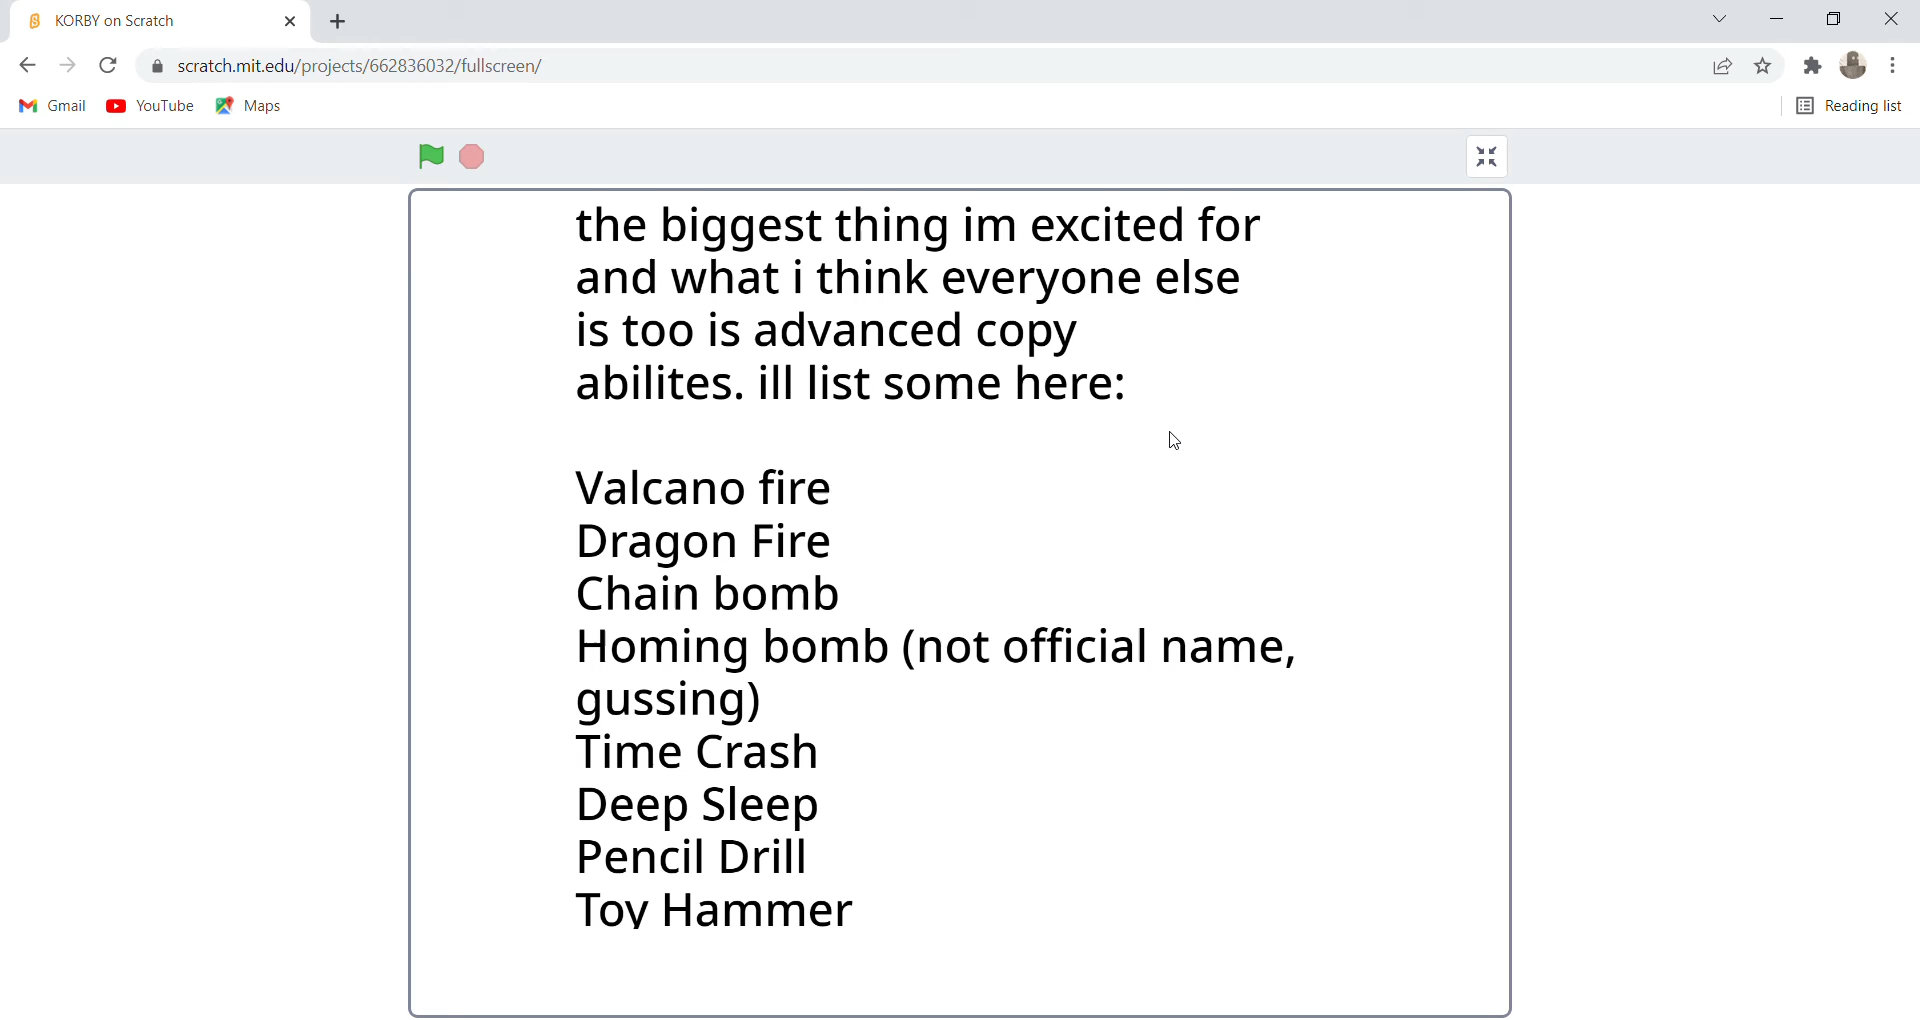 KORBY on Scratch
scratch.mit.edu/projects/662836032/fullscreen/
Gmail YouTube Maps Reading list
the biggest thing im excited for
and what i think everyone else
is too is advanced copy
abilites. ill list some here:
Valcano fire
Dragon Fire
Chain bomb
Homing bomb (not official name,
gussing)
Time Crash
Deep Sleep
Pencil Drill
Toy Hammer